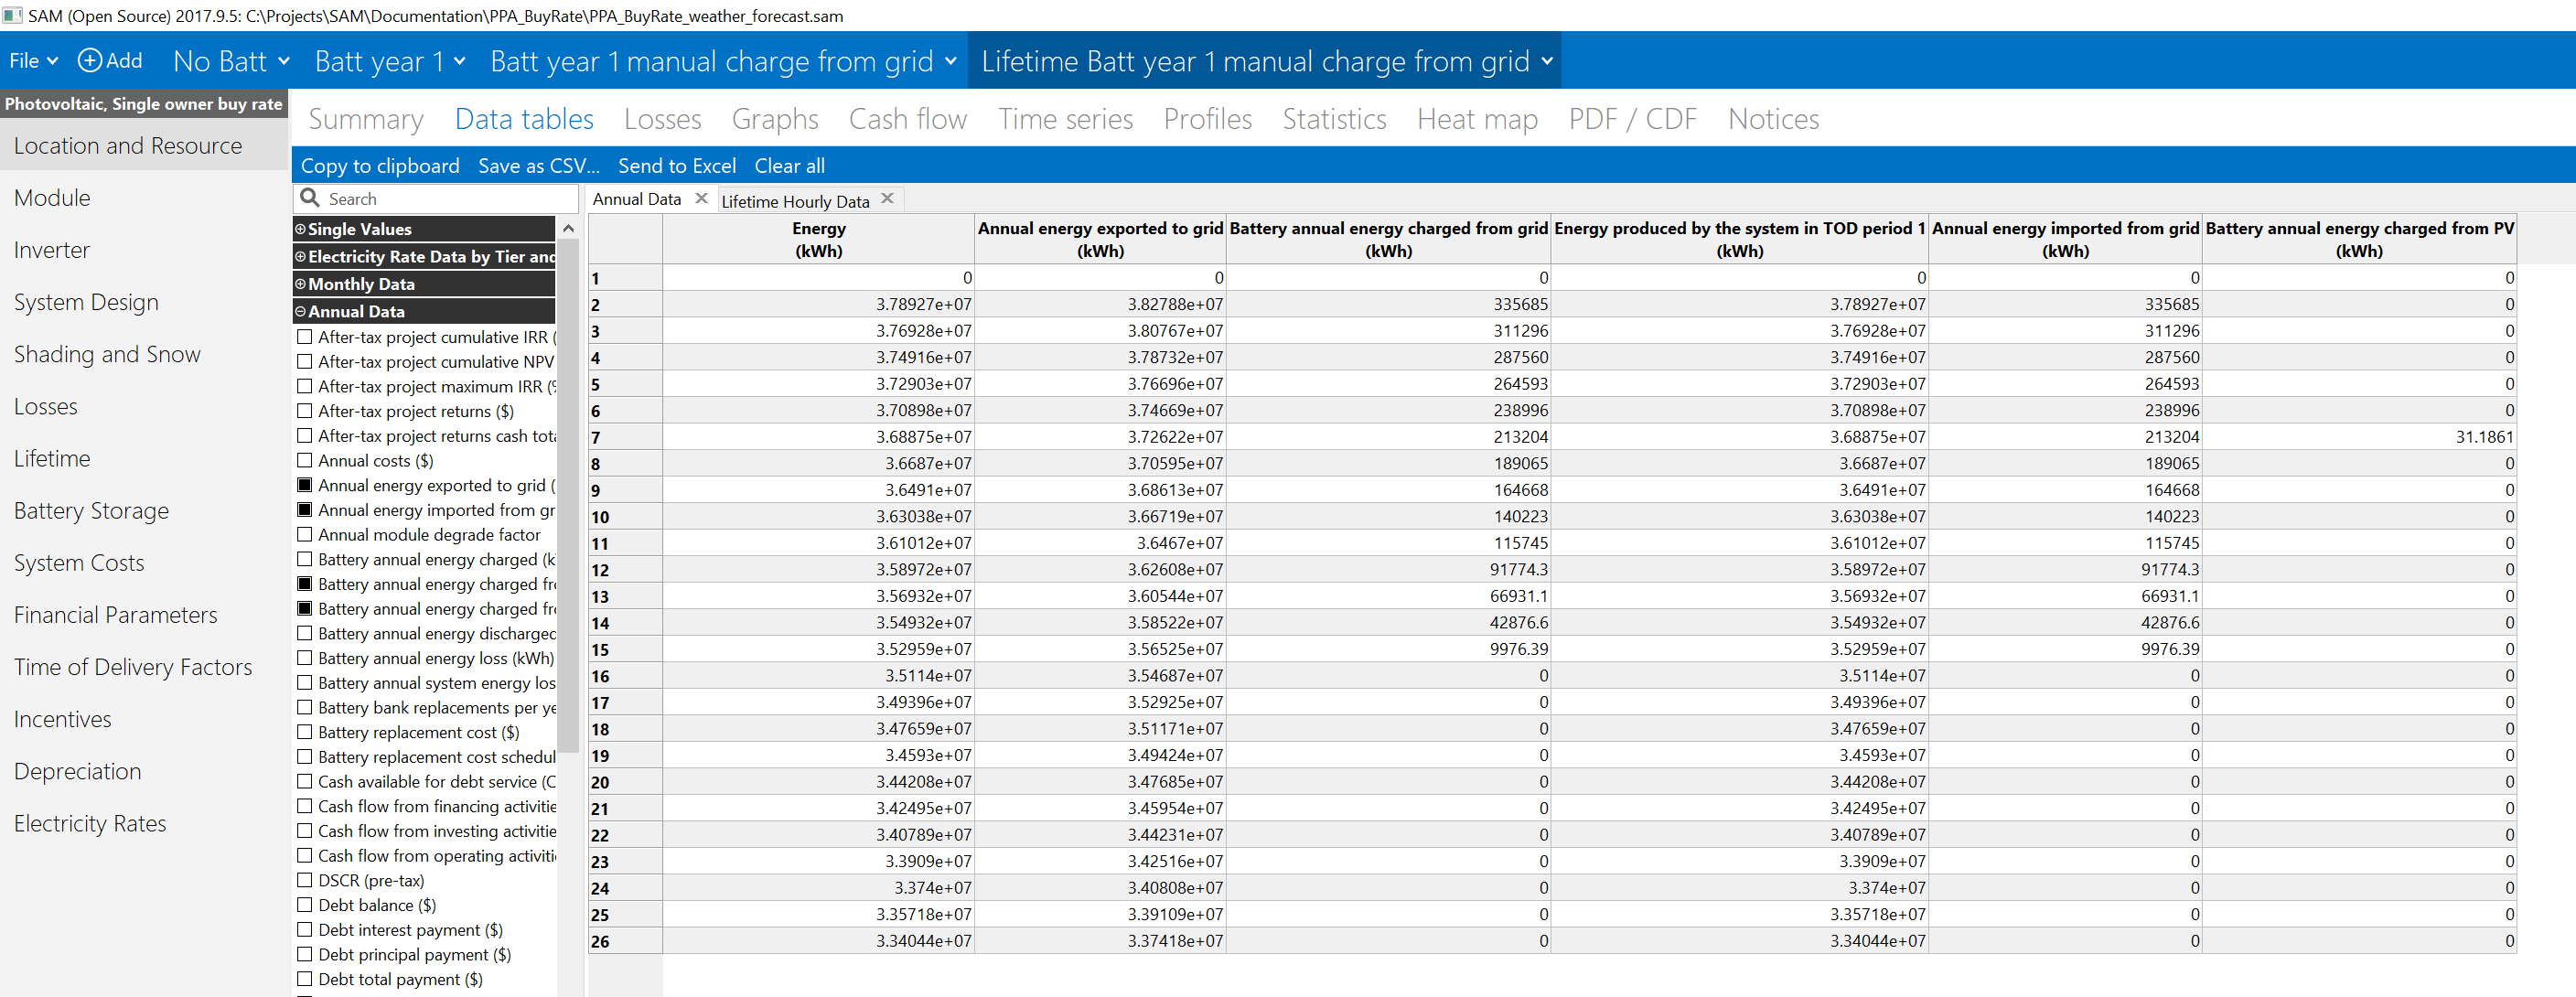 SAM (Open Source) 2017.9.5: C:\Projects\SAM\Documentation\PPA_BuyRate\PPA_BuyRate_weather_forecast.sam
File Add No Batt Batt year 1 Batt year 1 manual charge from grid Lifetime Batt year 1 manual charge from grid
Photovoltaic, Single owner buy rate
Location and Resource
Module
Inverter
System Design
Shading and Snow
Losses
Lifetime
Battery Storage
System Costs
Financial Parameters
Time of Delivery Factors
Incentives
Depreciation
Electricity Rates
Summary Data tables Losses Graphs Cash flow Time series Profiles Statistics Heat map PDF / CDF Notices
Copy to clipboard Save as CSV... Send to Excel Clear all
Search
Single Values
Electricity Rate Data by Tier and
Monthly Data
Annual Data
After-tax project cumulative IRR (
After-tax project cumulative NPV
After-tax project maximum IRR (%
After-tax project returns ($)
After-tax project returns cash tota
Annual costs ($)
Annual energy exported to grid (
Annual energy imported from gr
Annual module degrade factor
Battery annual energy charged (k
Battery annual energy charged fr
Battery annual energy charged fr
Battery annual energy discharged
Battery annual energy loss (kWh)
Battery annual system energy los
Battery bank replacements per ye
Battery replacement cost ($)
Battery replacement cost schedul
Cash available for debt service (C
Cash flow from financing activitie
Cash flow from investing activitie
Cash flow from operating activiti
DSCR (pre-tax)
Debt balance ($)
Debt interest payment ($)
Debt principal payment ($)
Debt total payment ($)
Annual Data Lifetime Hourly Data
Energy Annual energy exported to grid Battery annual energy charged from grid Energy produced by the system in TOD period 1 Annual energy imported from grid Battery annual energy charged from PV
(kWh) (kWh) (kWh) (kWh) (kWh) (kWh)
1 0 0 0 0 0 0
2 3.78927e+07 3.82788e+07 335685 3.78927e+07 335685 0
3 3.76928e+07 3.80767e+07 311296 3.76928e+07 311296 0
4 3.74916e+07 3.78732e+07 287560 3.74916e+07 287560 0
5 3.72903e+07 3.76696e+07 264593 3.72903e+07 264593 0
6 3.70898e+07 3.74669e+07 238996 3.70898e+07 238996 0
7 3.68875e+07 3.72622e+07 213204 3.68875e+07 213204 31.1861
8 3.6687e+07 3.70595e+07 189065 3.6687e+07 189065 0
9 3.6491e+07 3.68613e+07 164668 3.6491e+07 164668 0
10 3.63038e+07 3.66719e+07 140223 3.63038e+07 140223 0
11 3.61012e+07 3.6467e+07 115745 3.61012e+07 115745 0
12 3.58972e+07 3.62608e+07 91774.3 3.58972e+07 91774.3 0
13 3.56932e+07 3.60544e+07 66931.1 3.56932e+07 66931.1 0
14 3.54932e+07 3.58522e+07 42876.6 3.54932e+07 42876.6 0
15 3.52959e+07 3.56525e+07 9976.39 3.52959e+07 9976.39 0
16 3.5114e+07 3.54687e+07 0 3.5114e+07 0 0
17 3.49396e+07 3.52925e+07 0 3.49396e+07 0 0
18 3.47659e+07 3.51171e+07 0 3.47659e+07 0 0
19 3.4593e+07 3.49424e+07 0 3.4593e+07 0 0
20 3.44208e+07 3.47685e+07 0 3.44208e+07 0 0
21 3.42495e+07 3.45954e+07 0 3.42495e+07 0 0
22 3.40789e+07 3.44231e+07 0 3.40789e+07 0 0
23 3.3909e+07 3.42516e+07 0 3.3909e+07 0 0
24 3.374e+07 3.40808e+07 0 3.374e+07 0 0
25 3.35718e+07 3.39109e+07 0 3.35718e+07 0 0
26 3.34044e+07 3.37418e+07 0 3.34044e+07 0 0